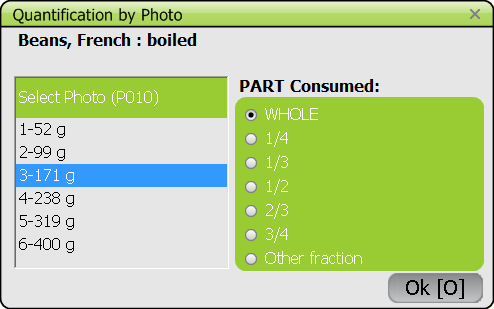 Quantification by Photo
Beans, French : boiled
Select Photo (P010)
1-52 g
2-99 g
3-171 g
4-238 g
5-319 g
6-400 g
PART Consumed:
WHOLE
1/4
1/3
1/2
2/3
3/4
Other fraction
Ok [O]